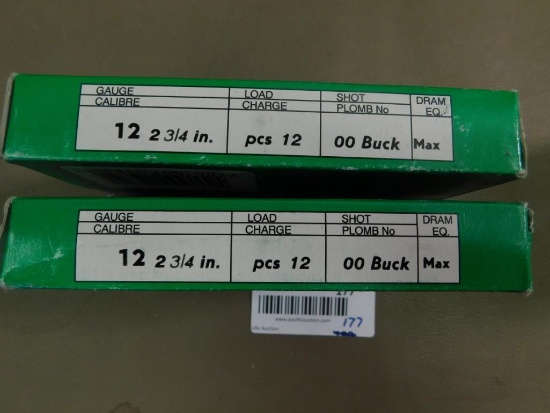 GAUGE LOAD SHOT DRAM
CALIBRE CHARGE PLOMB No EQ.
12 2 3/4 in. pcs 12 00 Buck Max
GAUGE LOAD SHOT DRAM
CALIBRE CHARGE PLOMB No EQ.
12 2 3/4 in. pcs 12 00 Buck Max
177
177